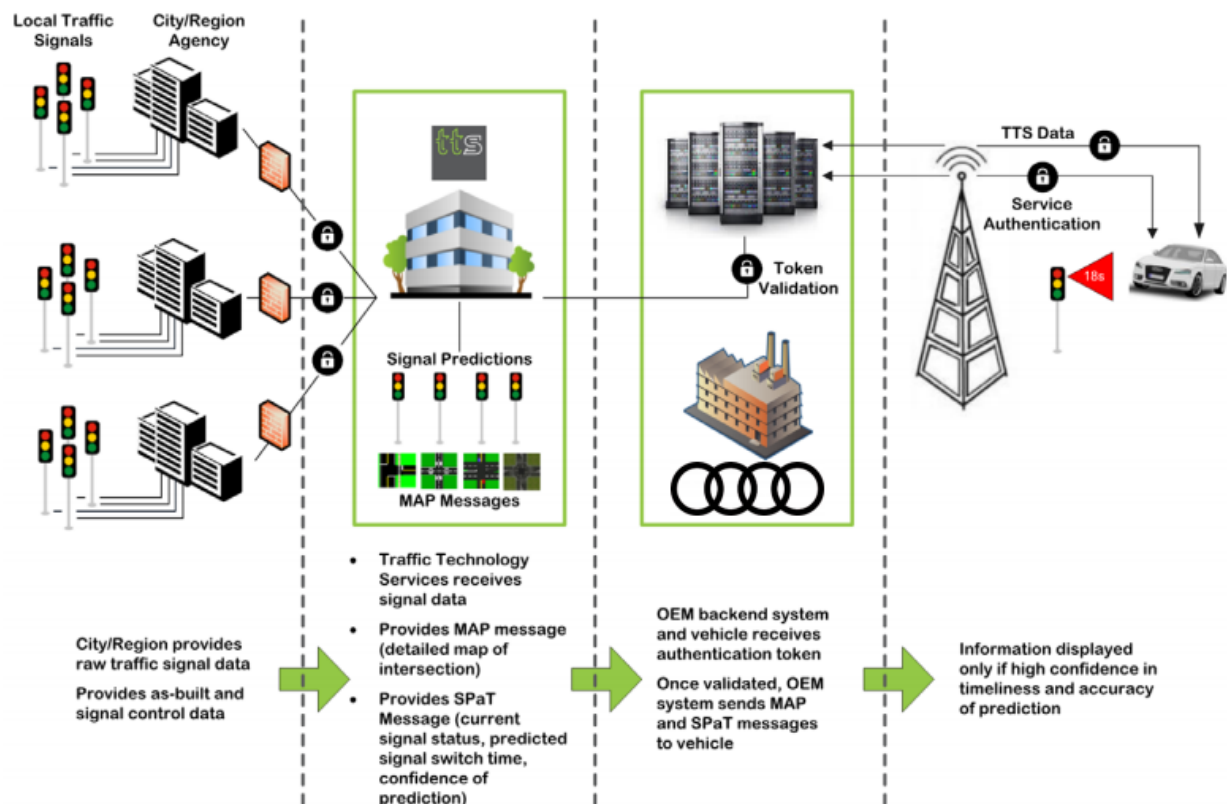 Local Traffic
Signals
City/Region
Agency
tts
Signal Predictions
MAP Messages
Token
Validation
TTS Data
Service
Authentication
18s
City/Region provides
raw traffic signal data
Provides as-built and
signal control data
• Traffic Technology
Services receives
signal data
• Provides MAP message
(detailed map of
intersection)
• Provides SPaT
Message (current
signal status, predicted
signal switch time,
confidence of
prediction)
OEM backend system
and vehicle receives
authentication token
Once validated, OEM
system sends MAP
and SPaT messages
to vehicle
Information displayed
only if high confidence in
timeliness and accuracy
of prediction